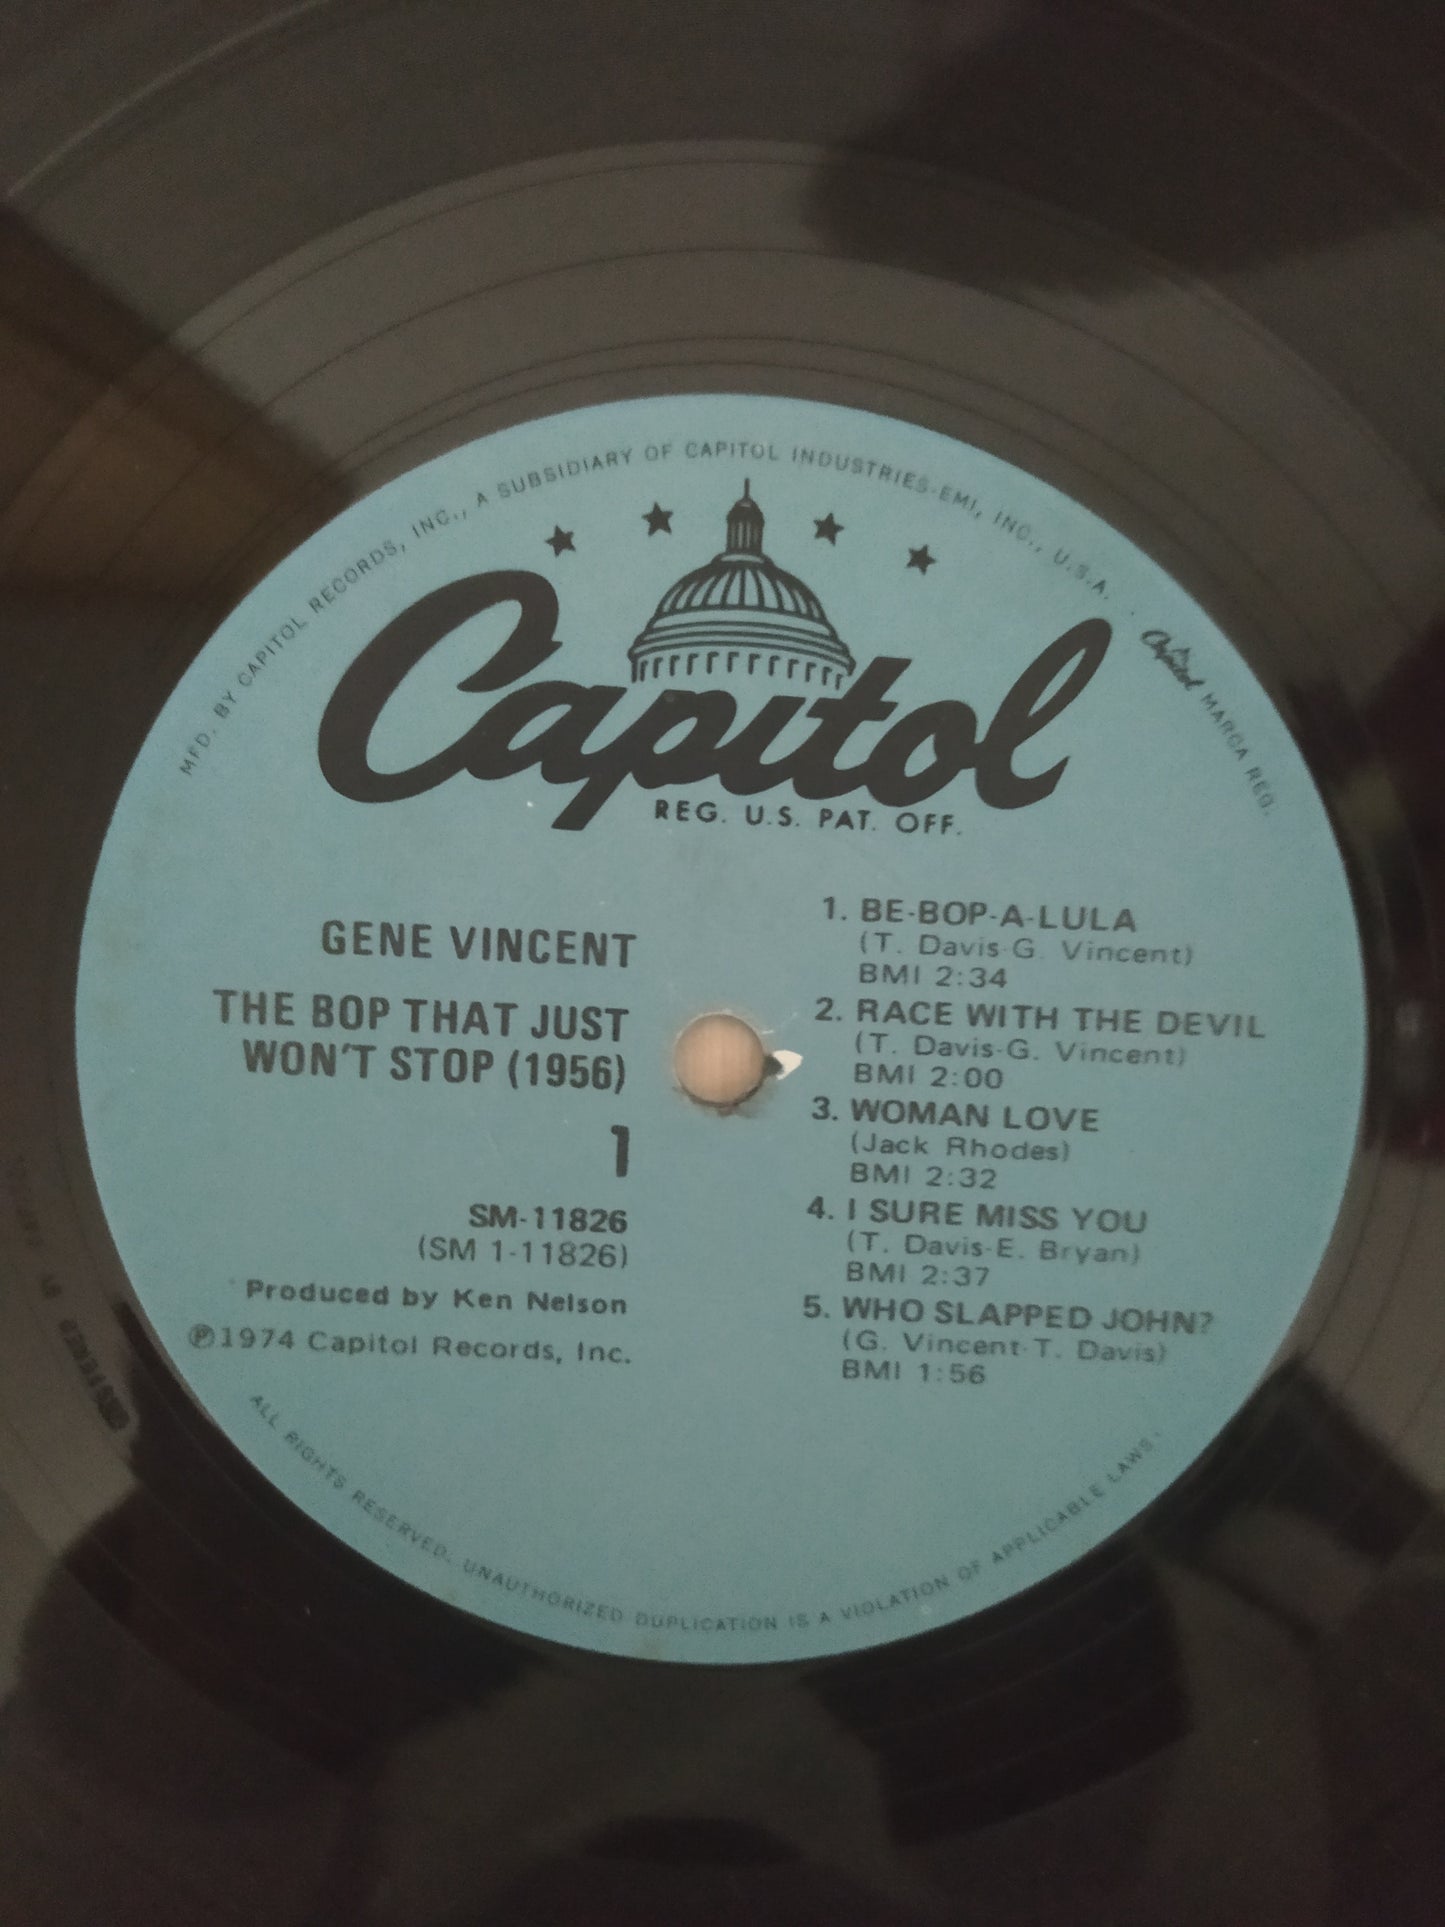 MFD. BY CAPITOL RECORDS, INC., A SUBSIDIARY OF CAPITOL INDUSTRIES-EMI, INC., U.S.A. · Capitol MARCA REG.
Capitol
REG. U.S. PAT. OFF.
GENE VINCENT
THE BOP THAT JUST
WON'T STOP (1956)
1
SM-11826
(SM 1-11826)
Produced by Ken Nelson
℗1974 Capitol Records, Inc.
1. BE-BOP-A-LULA
(T. Davis-G. Vincent)
BMI 2:34
2. RACE WITH THE DEVIL
(T. Davis-G. Vincent)
BMI 2:00
3. WOMAN LOVE
(Jack Rhodes)
BMI 2:32
4. I SURE MISS YOU
(T. Davis-E. Bryan)
BMI 2:37
5. WHO SLAPPED JOHN?
(G. Vincent-T. Davis)
BMI 1:56
ALL RIGHTS RESERVED. UNAUTHORIZED DUPLICATION IS A VIOLATION OF APPLICABLE LAWS.